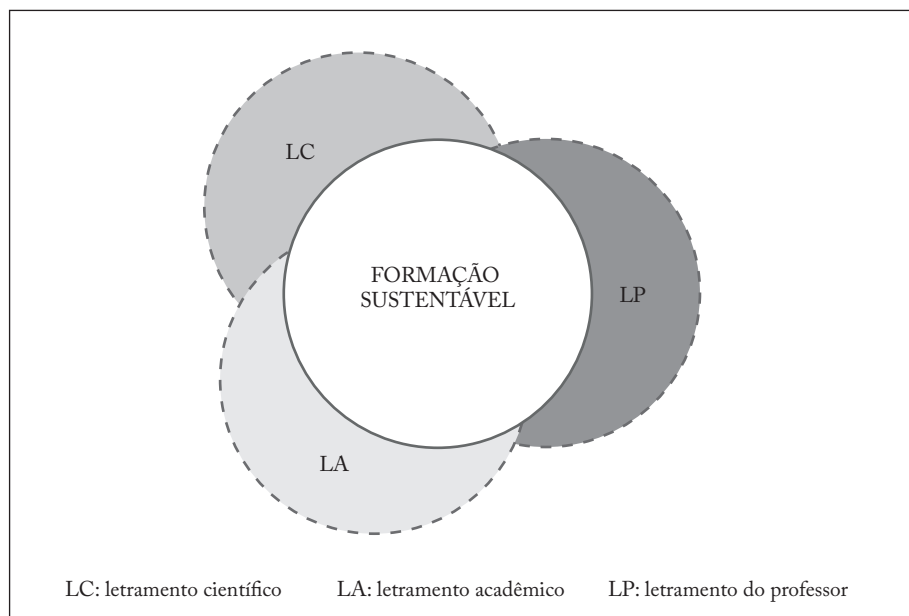 LC
FORMAÇÃO
SUSTENTÁVEL
LP
LA
LC: letramento científico LA: letramento acadêmico LP: letramento do professor